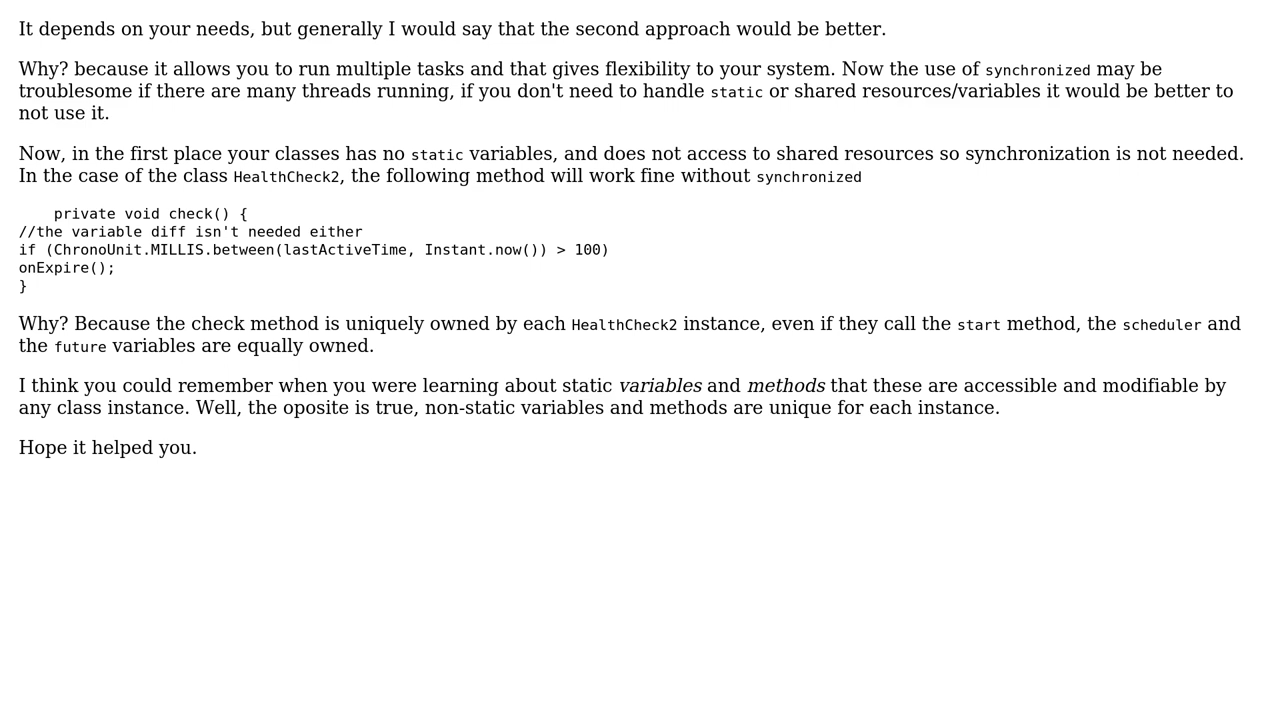 It depends on your needs, but generally I would say that the second approach would be better.
Why? because it allows you to run multiple tasks and that gives flexibility to your system. Now the use of synchronized may be
troublesome if there are many threads running, if you don't need to handle static or shared resources/variables it would be better to
not use it.
Now, in the first place your classes has no static variables, and does not access to shared resources so synchronization is not needed.
In the case of the class HealthCheck2, the following method will work fine without synchronized
private void check() {
//the variable diff isn't needed either
if (ChronoUnit.MILLIS.between(lastActiveTime, Instant.now()) > 100)
onExpire();
}
Why? Because the check method is uniquely owned by each HealthCheck2 instance, even if they call the start method, the scheduler and
the future variables are equally owned.
I think you could remember when you were learning about static variables and methods that these are accessible and modifiable by
any class instance. Well, the oposite is true, non-static variables and methods are unique for each instance.
Hope it helped you.